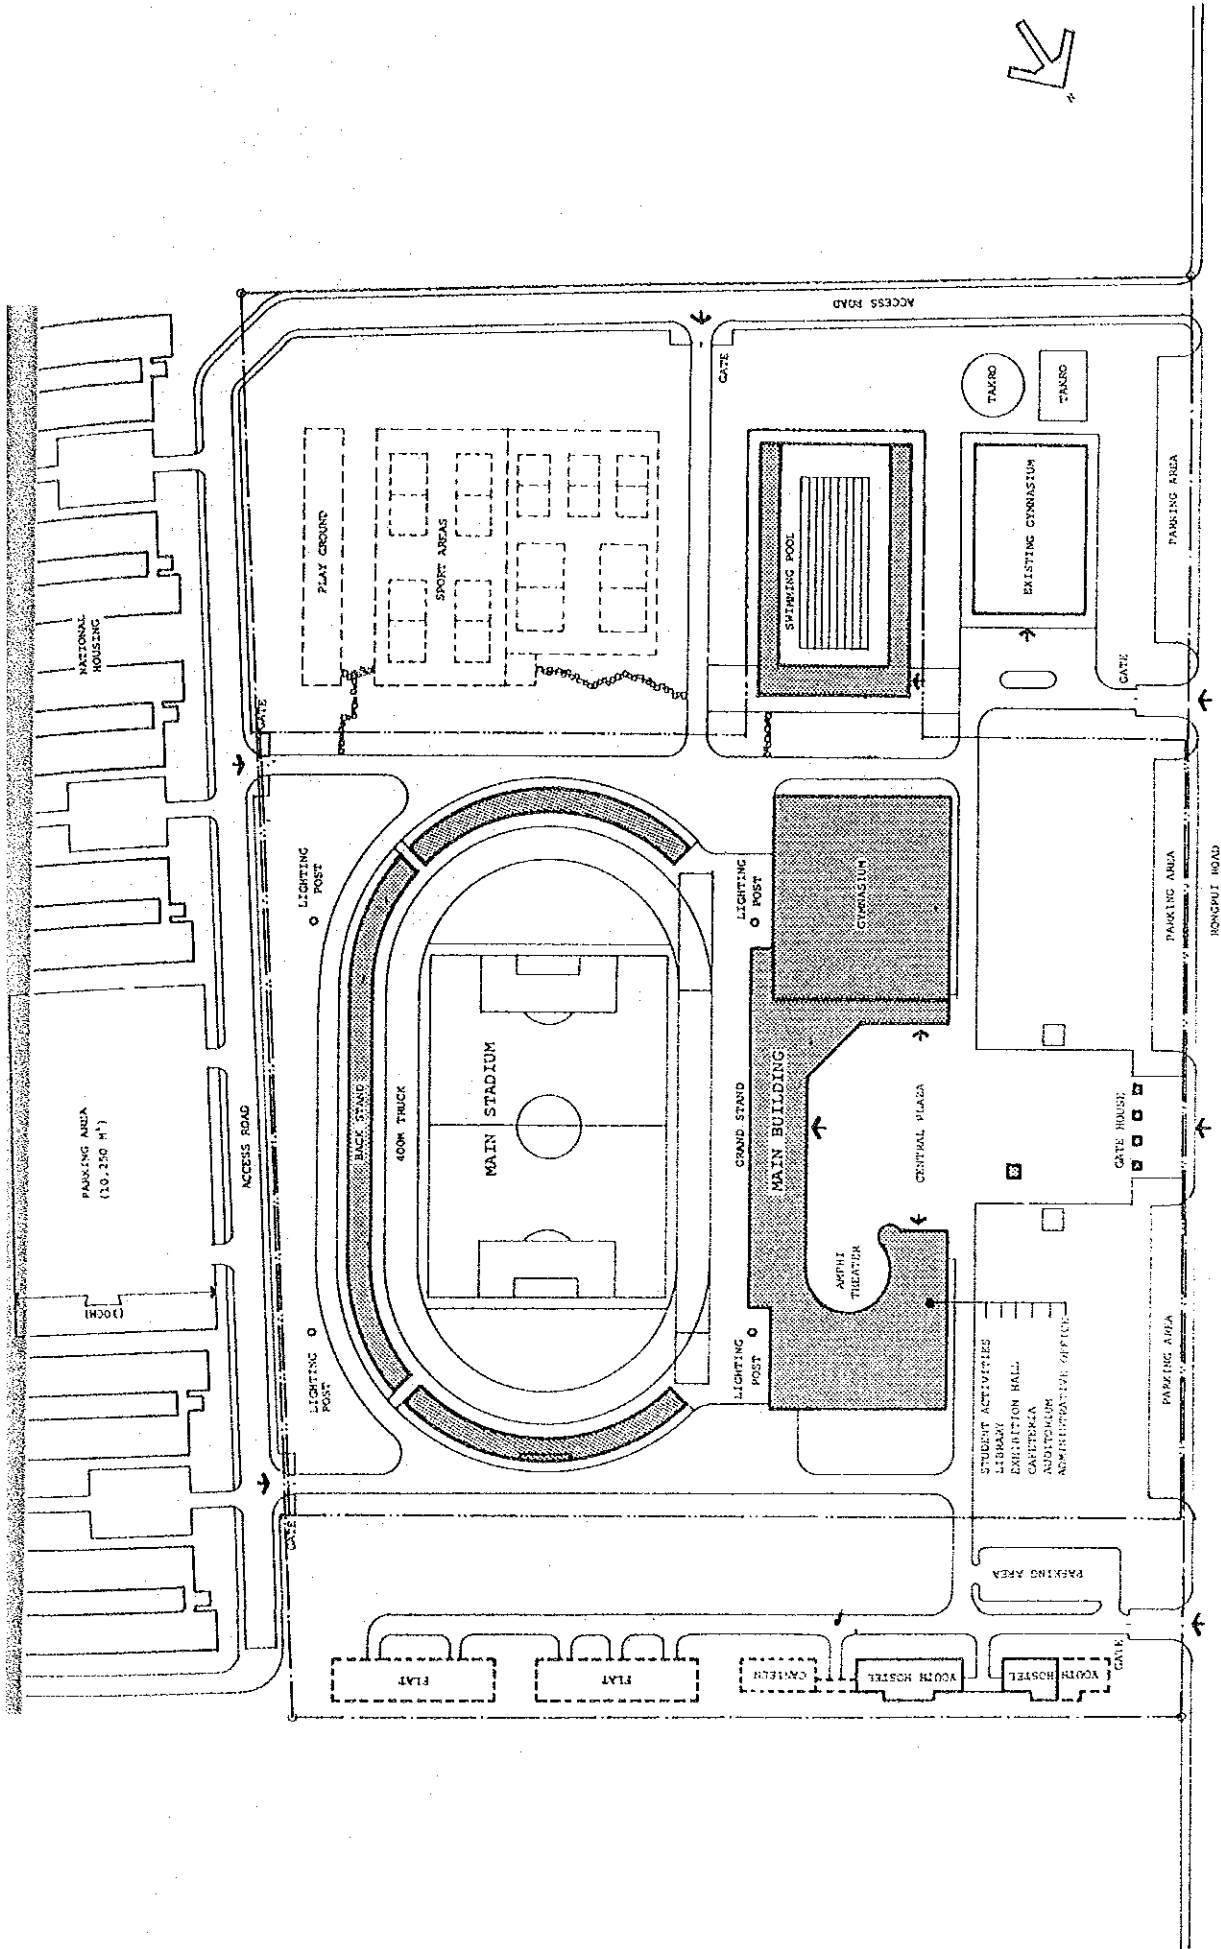 N
ACCESS ROAD
GATE
TAKRO
TAKRO
PLAY GROUND
SPORT AREAS
SWIMMING POOL
EXISTING GYMNASIUM
PARKING AREA
NATIONAL
HOUSING
GATE
GATE
LIGHTING
POST
LIGHTING
POST
GYMNASIUM
PARKING AREA
RONGPUI ROAD
PARKING AREA
(10,250 M²)
ACCESS ROAD
BACK STAND
400M TRUCK
MAIN STADIUM
GRAND STAND
MAIN BUILDING
CENTRAL PLAZA
GATE HOUSE
AMPHI
THEATER
(30CM)
LIGHTING
POST
LIGHTING
POST
STUDENT ACTIVITIES
LIBRARY
EXHIBITION HALL
CAFETERIA
AUDITORIUM
ADMINISTRATIVE OFFICE
PARKING AREA
GATE
PARKING AREA
FLAT
FLAT
CANTEEN
YOUTH HOSTEL
YOUTH HOSTEL
GATE